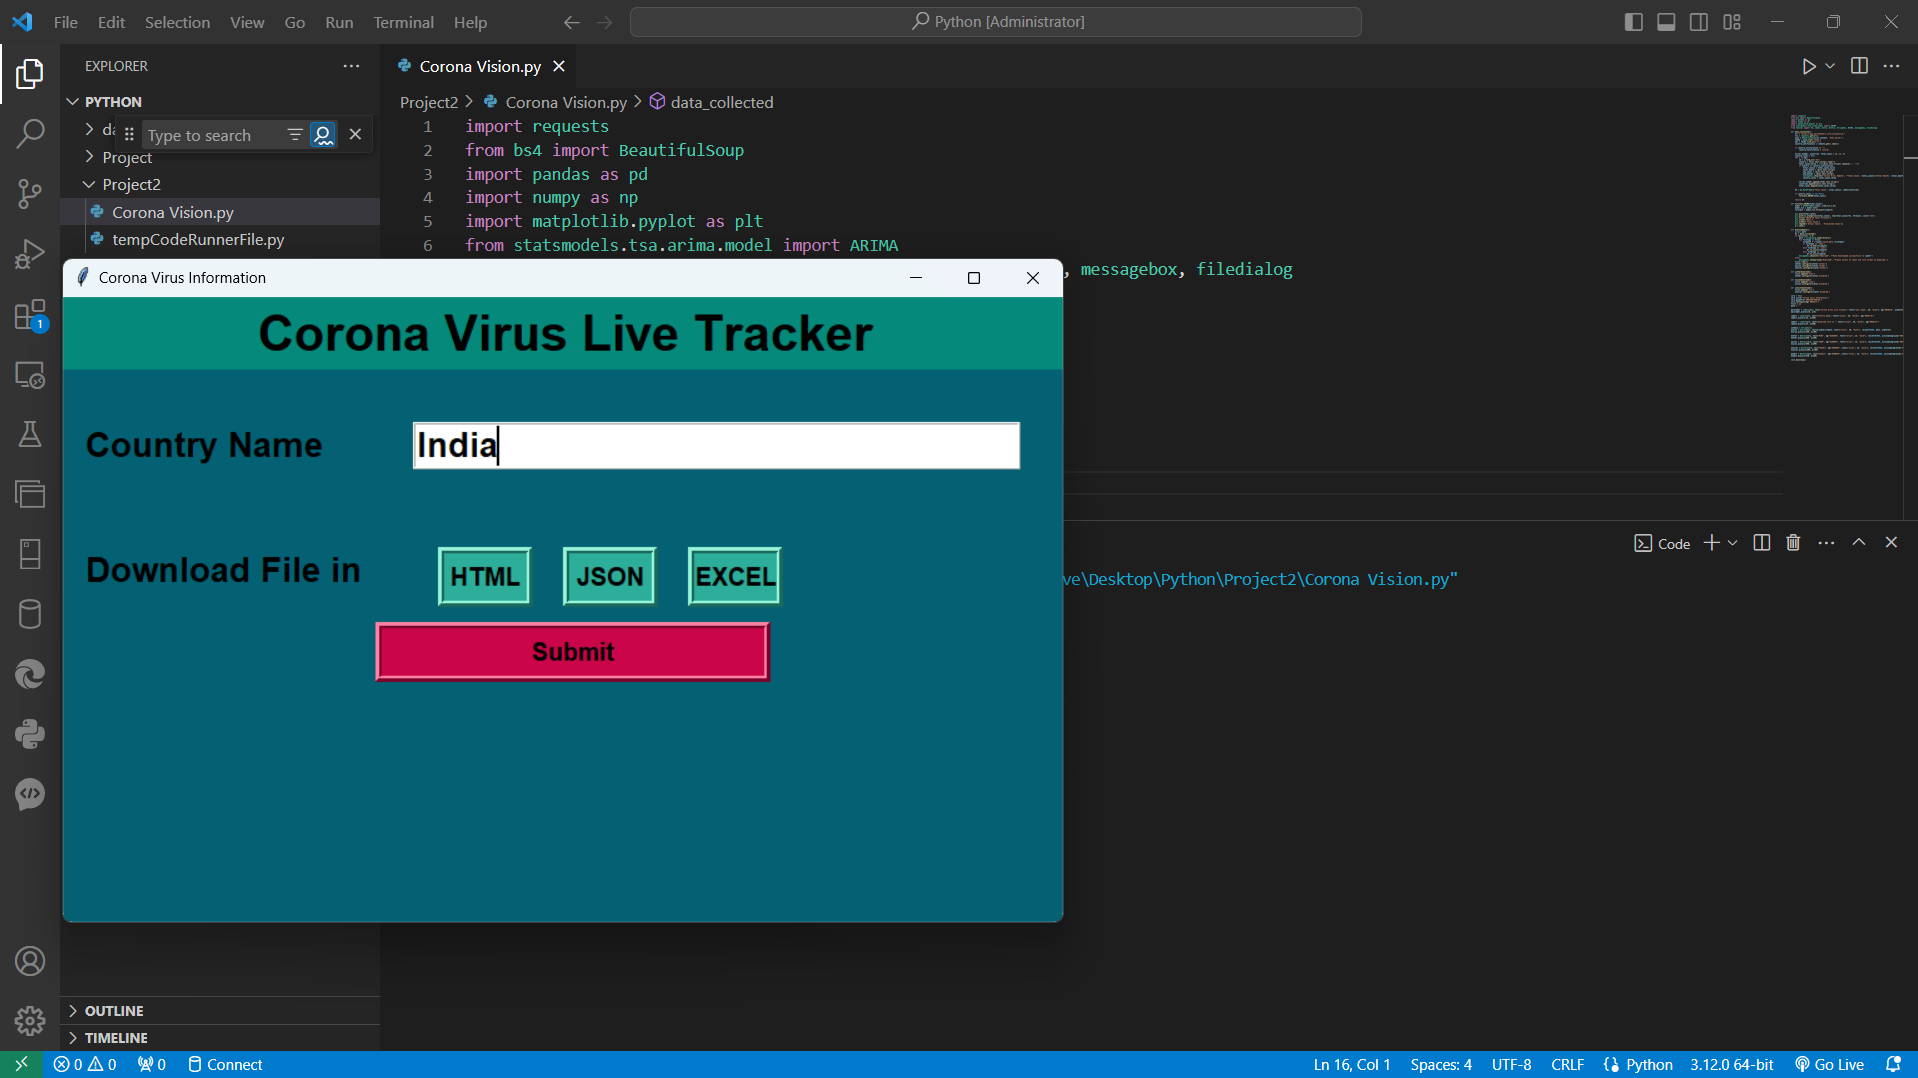 File Edit Selection View Go Run Terminal Help
Python [Administrator]
EXPLORER
PYTHON
Type to search
Project
Project2
Corona Vision.py
tempCodeRunnerFile.py
Corona Vision.py
Project2 > Corona Vision.py > data_collected
1 import requests
2 from bs4 import BeautifulSoup
3 import pandas as pd
4 import numpy as np
5 import matplotlib.pyplot as plt
6 from statsmodels.tsa.arima.model import ARIMA
, messagebox, filedialog
Corona Virus Information
Corona Virus Live Tracker
Country Name India
Download File in HTML JSON EXCEL
Submit
Code
ve\Desktop\Python\Project2\Corona Vision.py"
1
OUTLINE
TIMELINE
0 0 0 Connect
Ln 16, Col 1 Spaces: 4 UTF-8 CRLF Python 3.12.0 64-bit Go Live